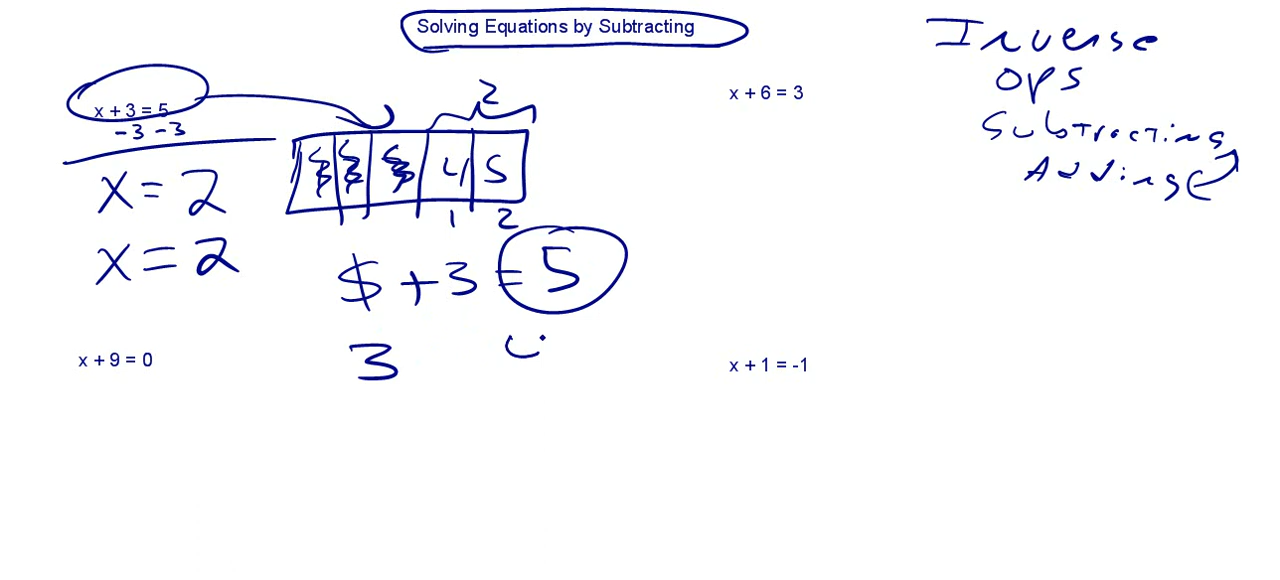 Solving Equations by Subtracting
Inverse
ops
Subtracting
Adding
x + 3 = 5
-3 -3
x = 2
x = 2
2
4 5
1 2
$ + 3 = 5
3
x + 6 = 3
x + 9 = 0
x + 1 = -1